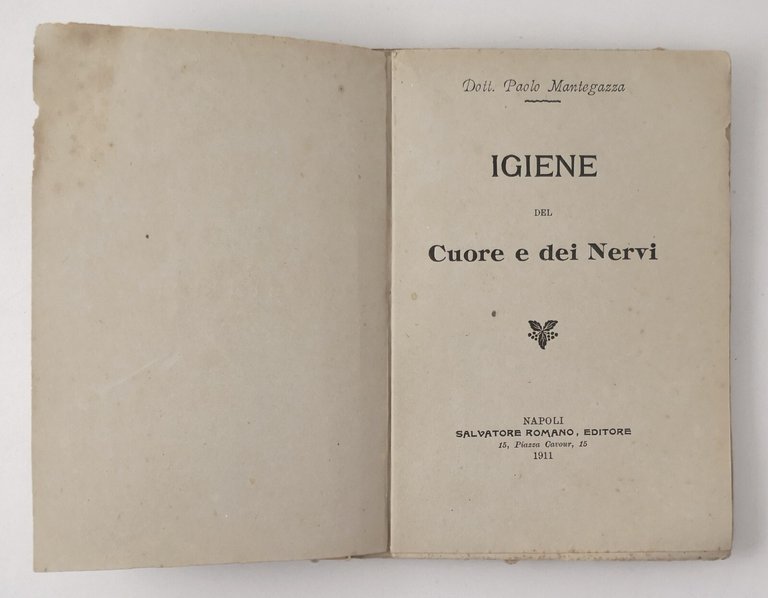 Dott. Paolo Mantegazza
IGIENE
DEL
Cuore e dei Nervi
NAPOLI
SALVATORE ROMANO, EDITORE
15, Piazza Cavour, 15
1911